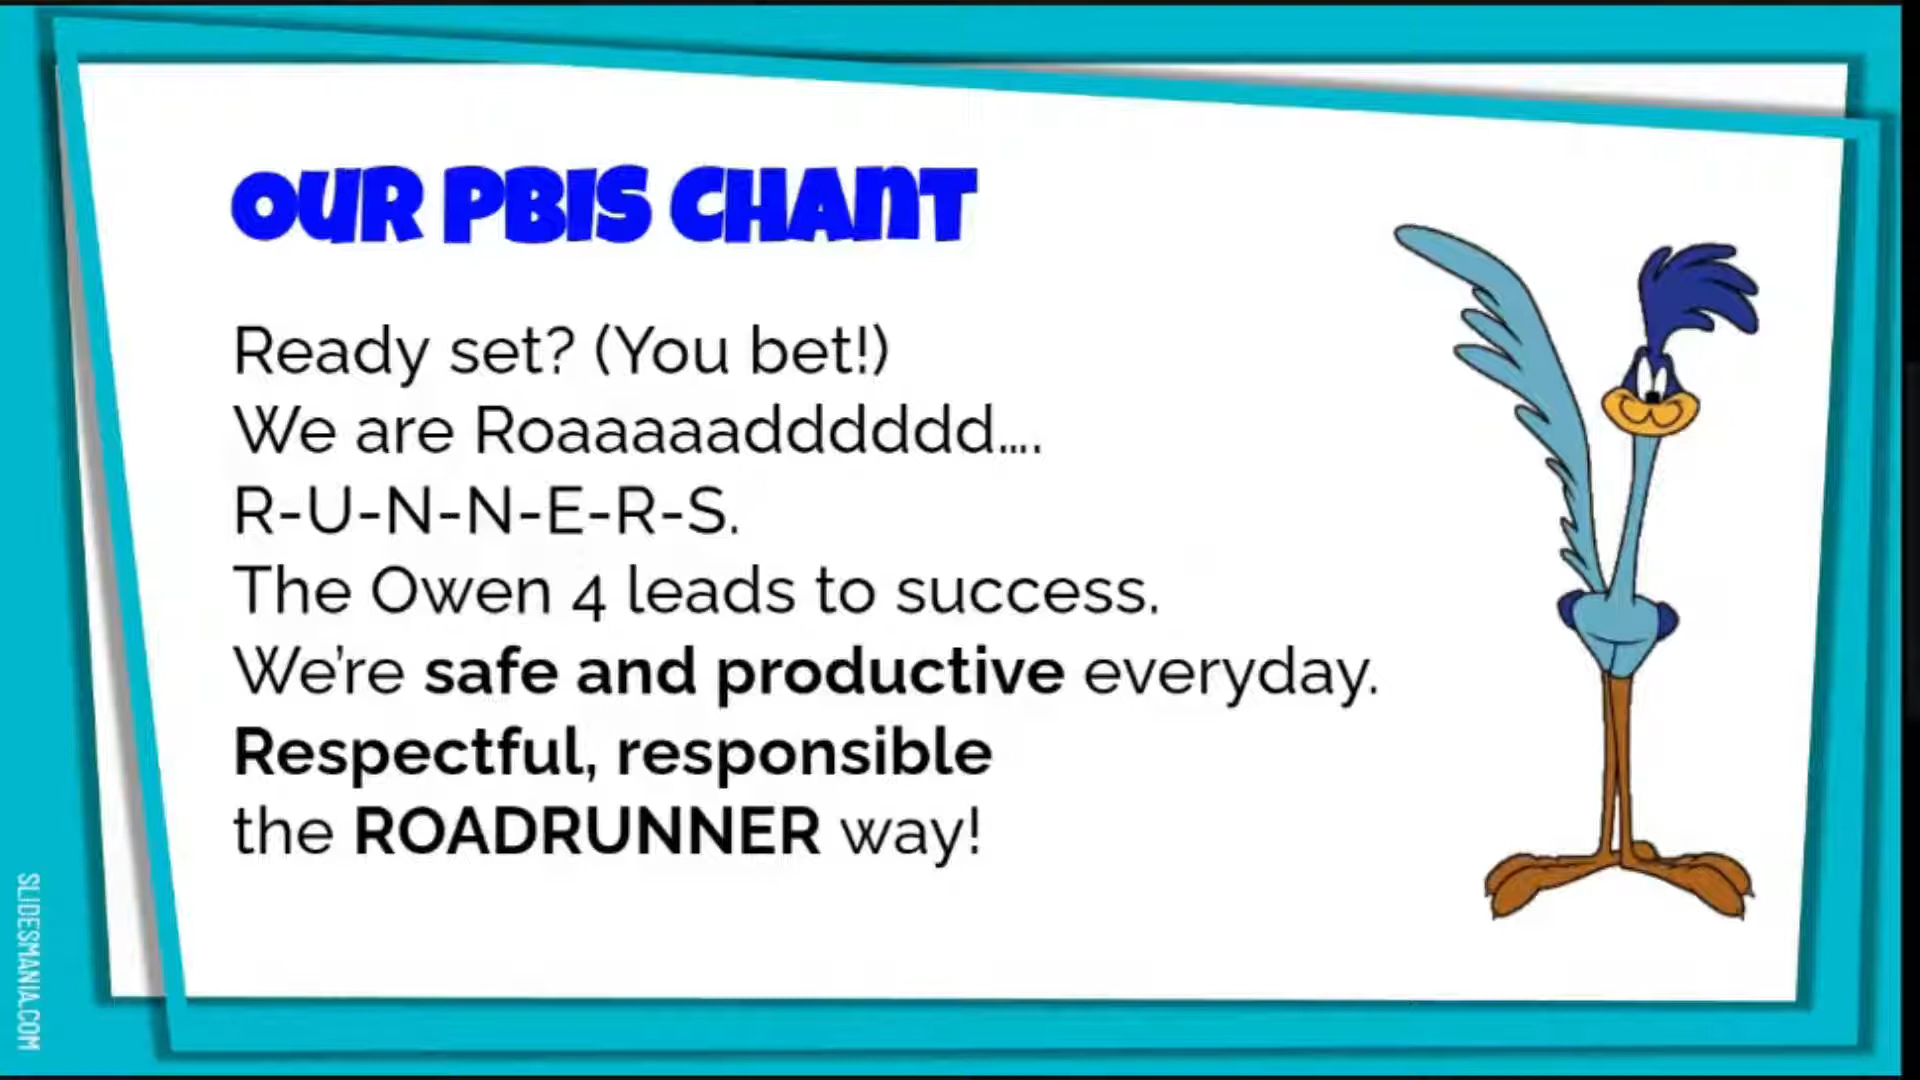 OUR PBIS CHANT
Ready set? (You bet!)
We are Roaaaaaadddddd....
R-U-N-N-E-R-S.
The Owen 4 leads to success.
We're safe and productive everyday.
Respectful, responsible
the ROADRUNNER way!
SLIDESMANIA.COM